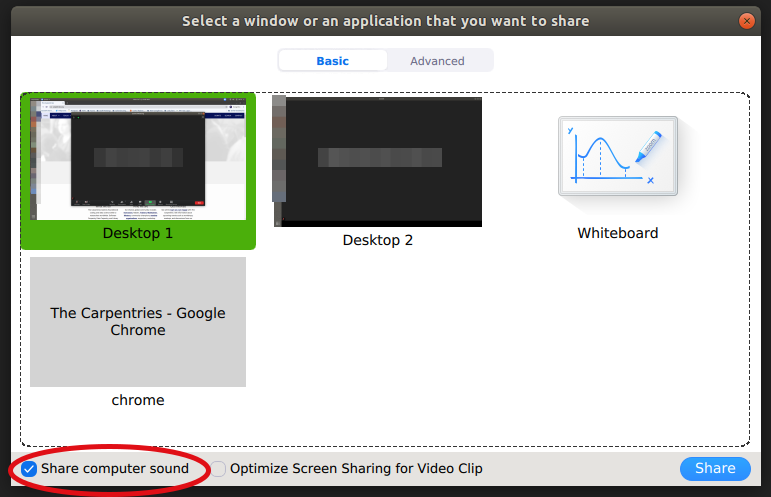 Select a window or an application that you want to share
Basic
Advanced
Desktop 1
Desktop 2
Whiteboard
y
x
The Carpentries - Google
Chrome
chrome
Share computer sound
Optimize Screen Sharing for Video Clip
Share